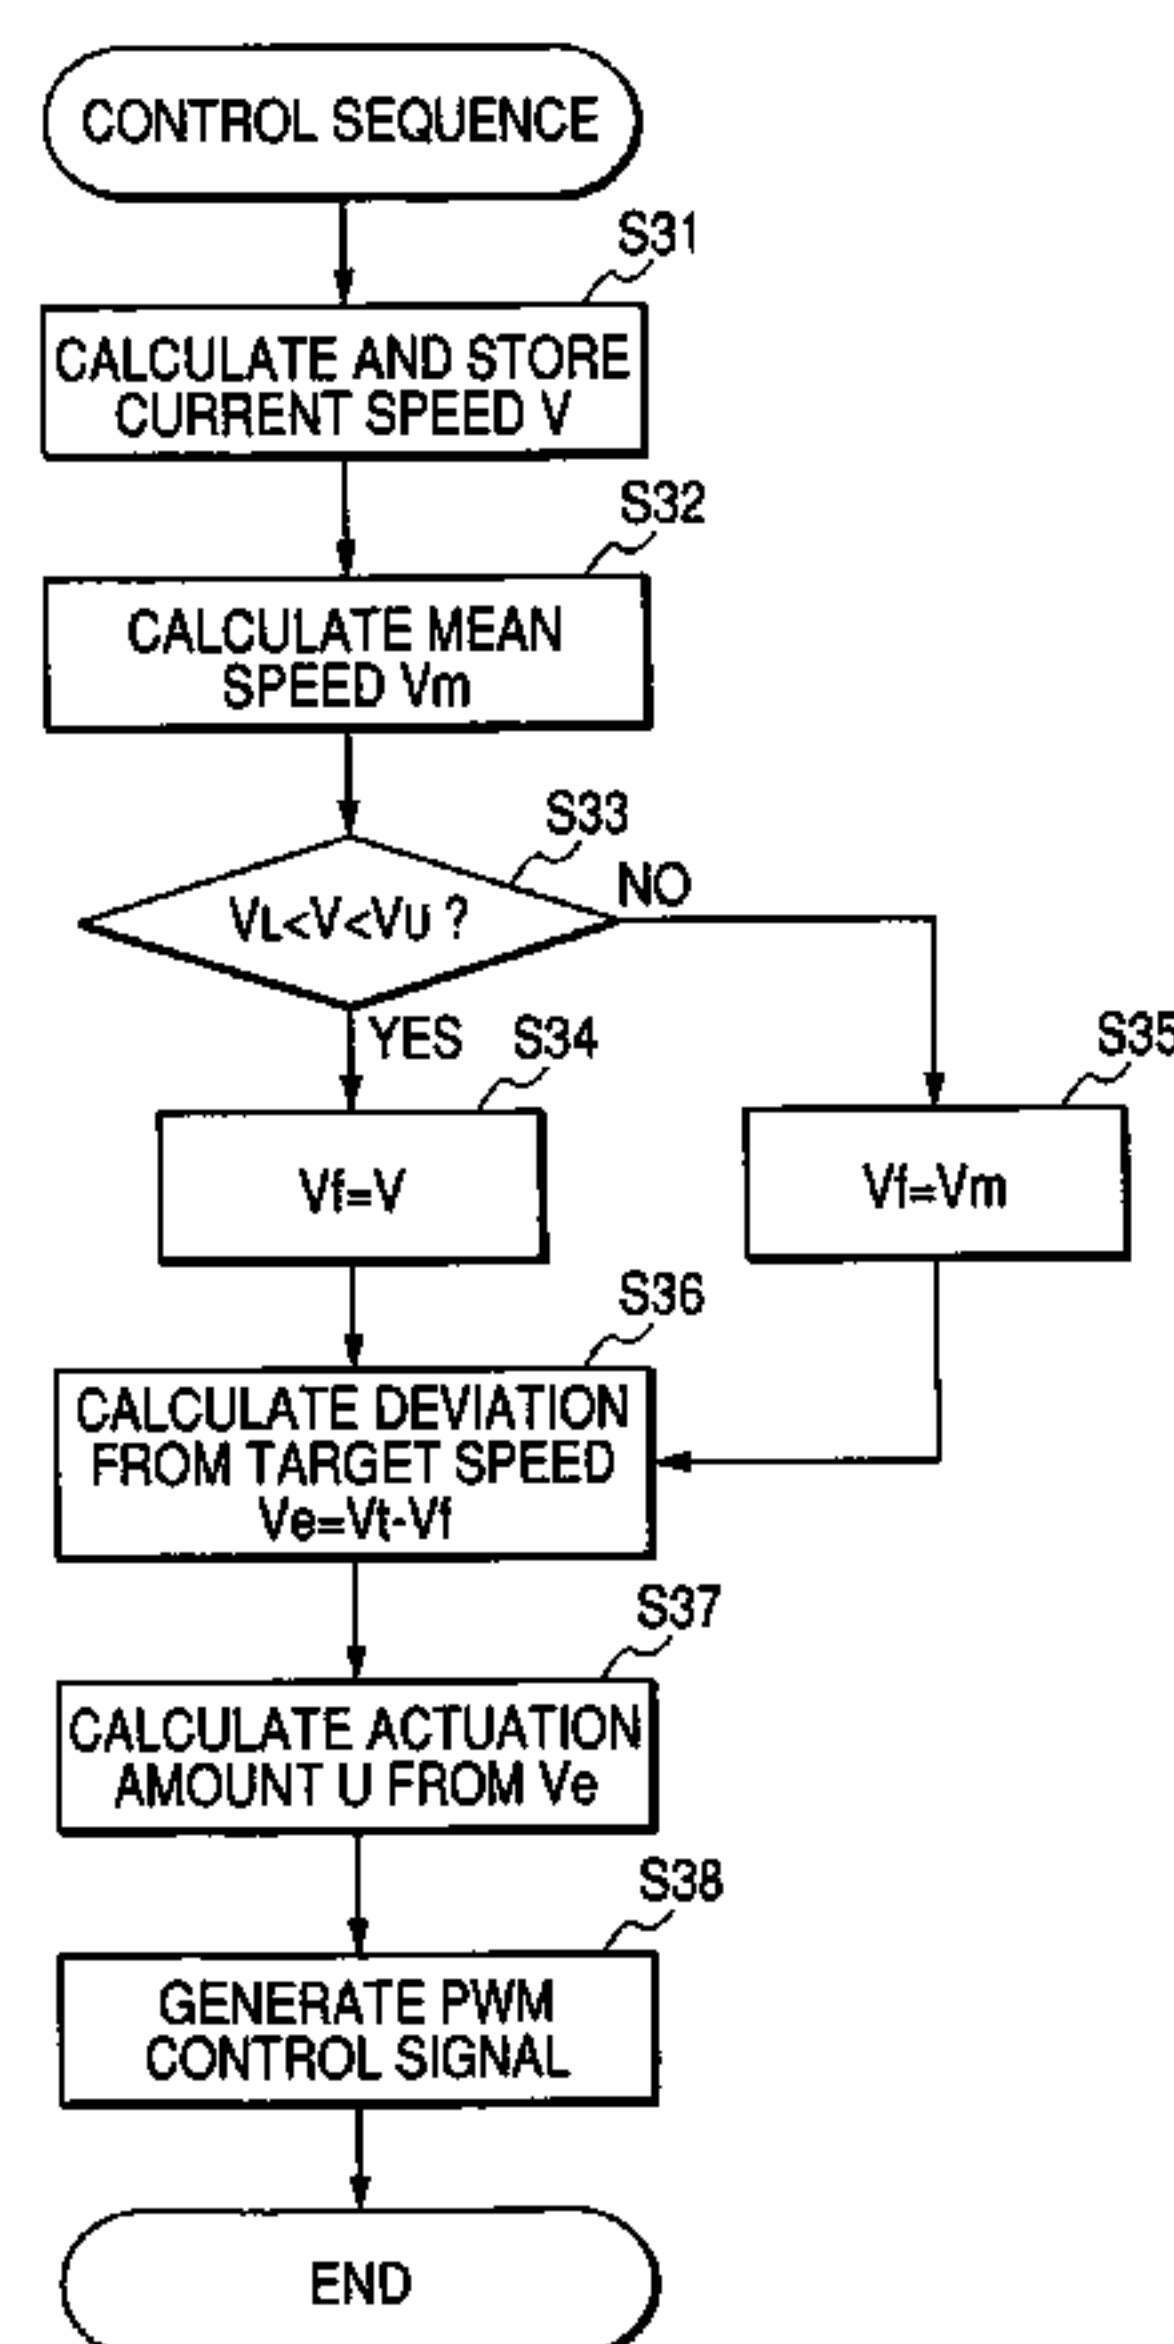 CONTROL SEQUENCE
S31
CALCULATE AND STORE
CURRENT SPEED V
S32
CALCULATE MEAN
SPEED Vm
S33
VL<V<VU ?
NO
YES
S34
S35
Vf=V
Vf=Vm
S36
CALCULATE DEVIATION
FROM TARGET SPEED
Ve=Vt-Vf
S37
CALCULATE ACTUATION
AMOUNT U FROM Ve
S38
GENERATE PWM
CONTROL SIGNAL
END